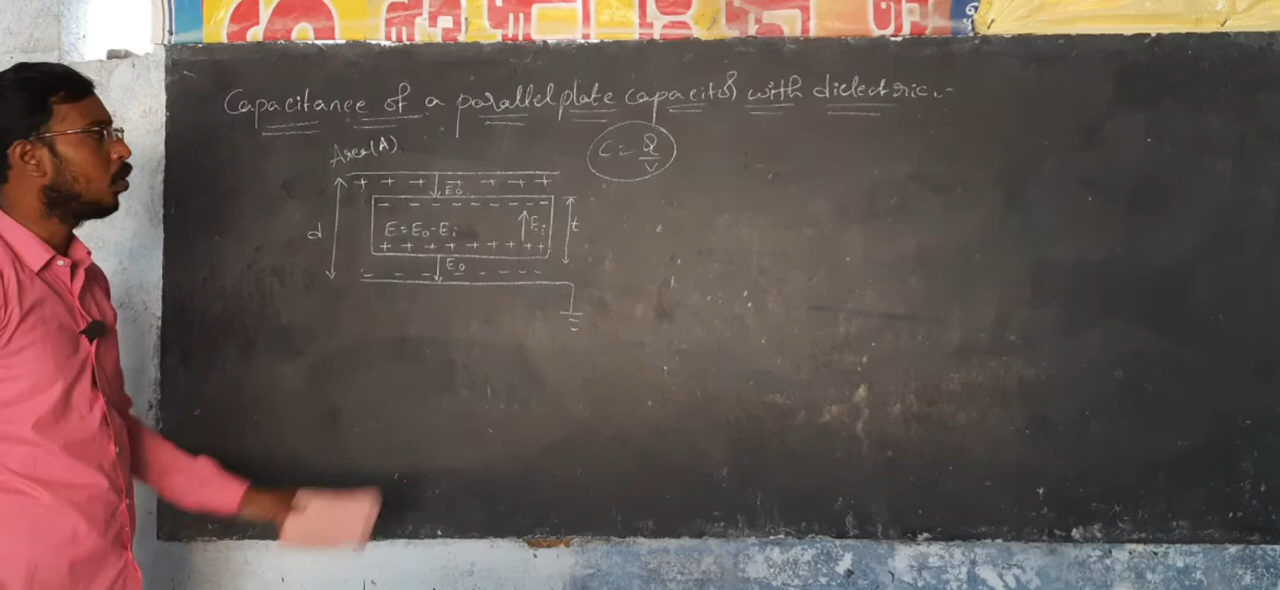 Capacitance of a parallel plate capacitor with dielectric.-
Area(A)
C = Q/V
+ + + - + + +
E₀
- - - - - - - - -
d
E = E₀ - Eᵢ
Eᵢ
t
+ + + + + + + + +
E₀
- - - - - - - -